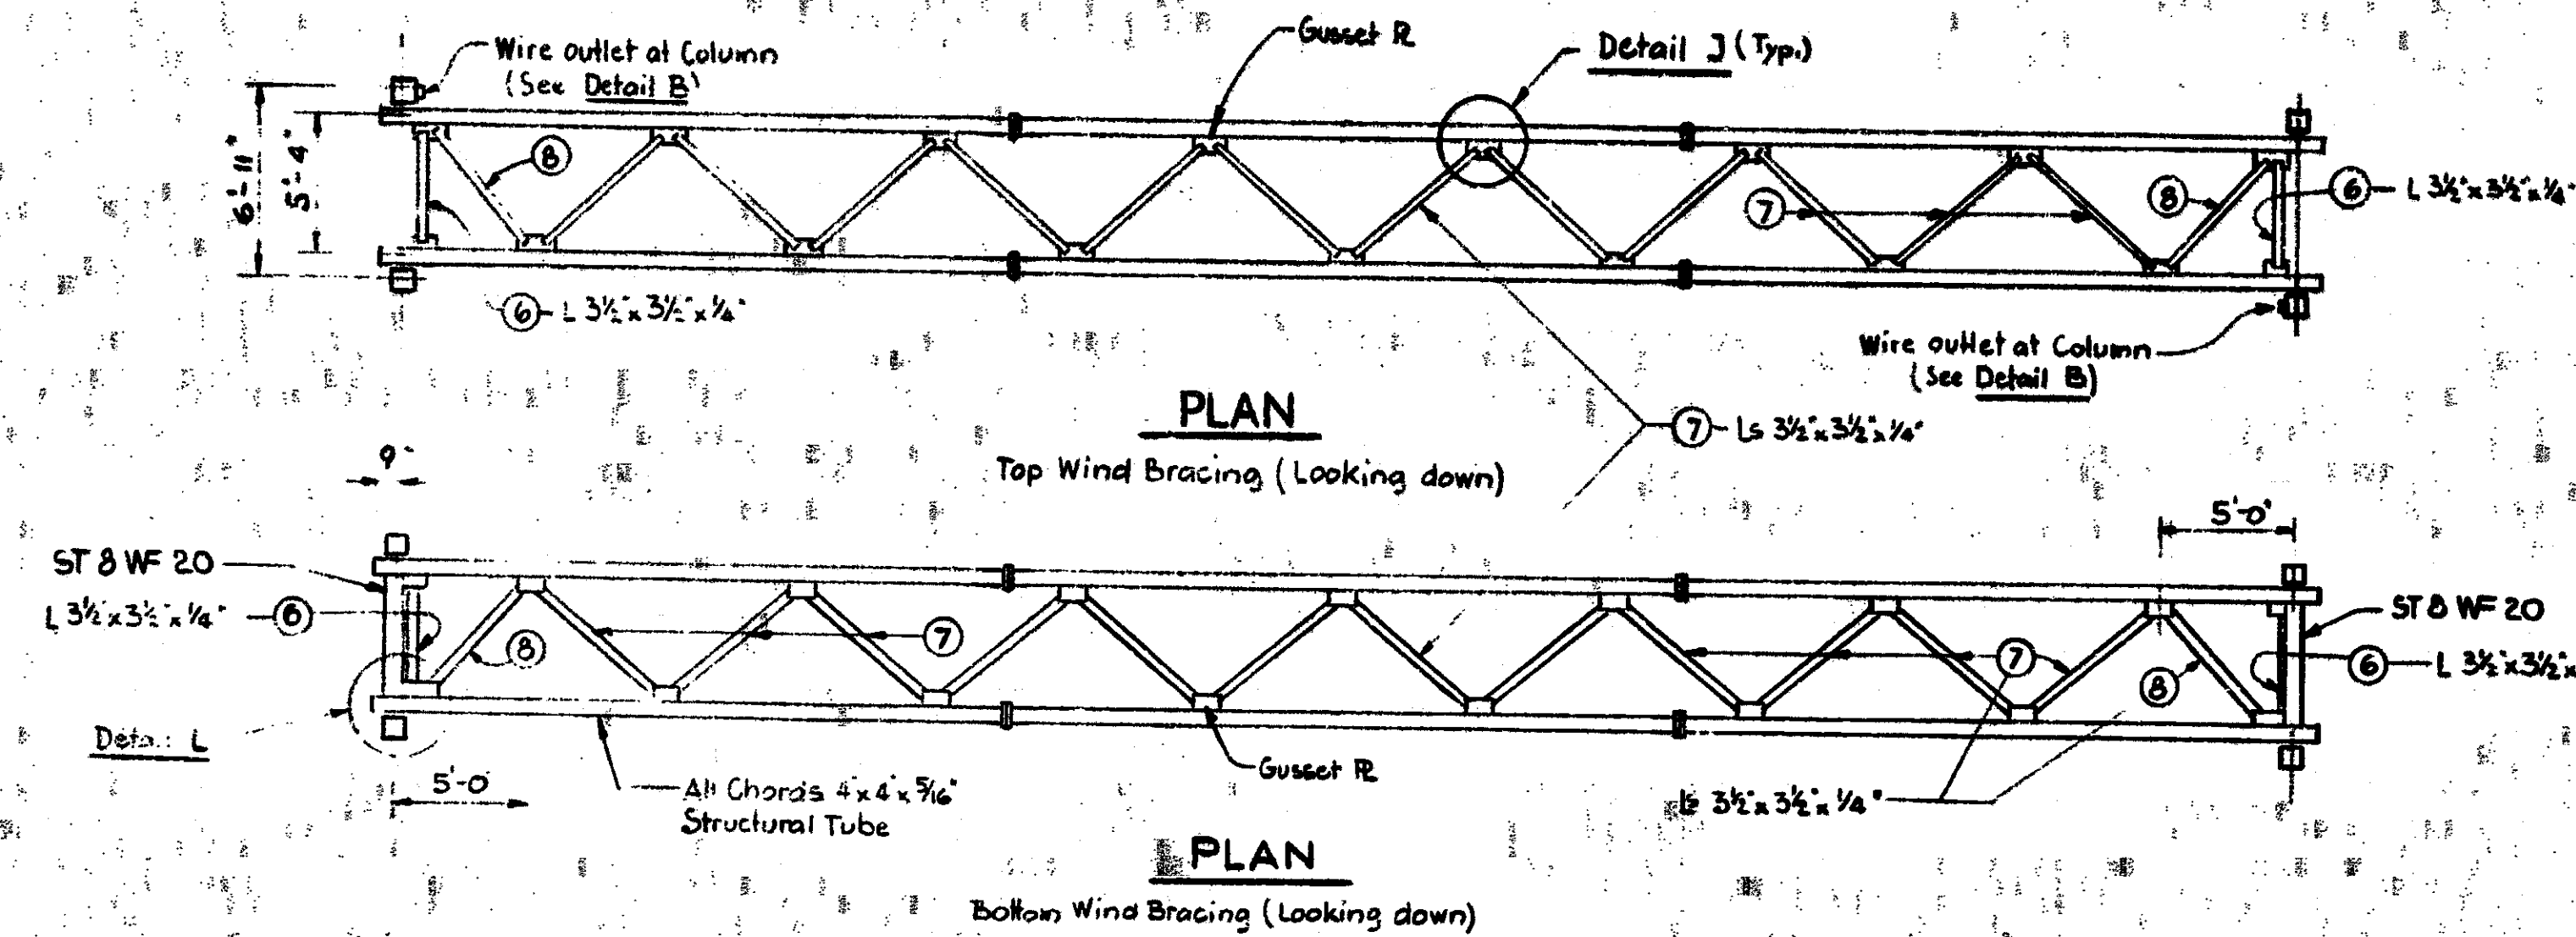 Wire outlet at Column
(See Detail B)
Gusset PL
Detail J (Typ.)
6'-11"
5'-4"
8
7
8
6 L 3½"x3½"x¼"
6 L 3½"x3½"x¼"
Wire outlet at Column
(See Detail B)
PLAN
Top Wind Bracing (Looking down)
7 Ls 3½"x3½"x¼"
9"
5'-0"
ST 8 WF 20
L 3½"x3½"x¼" 6
8
7
7
8
ST 8 WF 20
6 L 3½"x3½"x
Detail L
5'-0
All Chords 4"x4"x5/16"
Structural Tube
Gusset PL
Ls 3½"x3½"x¼"
PLAN
Bottom Wind Bracing (Looking down)